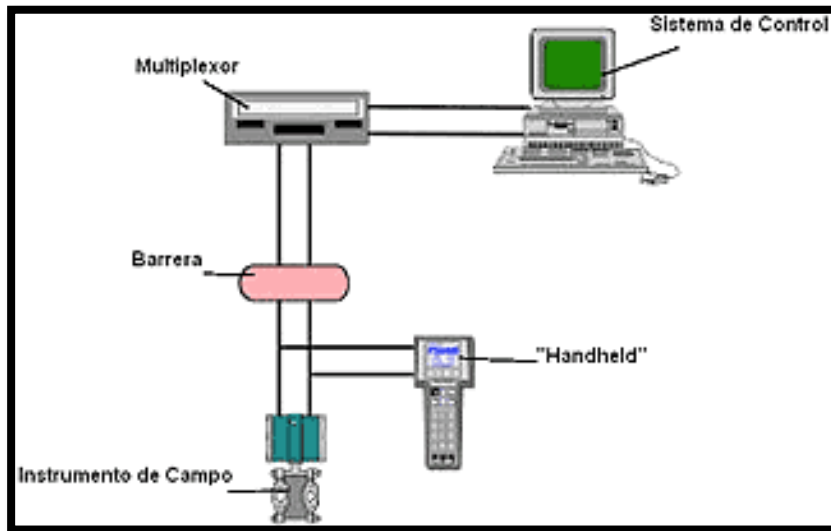 Sistema de Control
Multiplexor
Barrera
"Handheld"
Instrumento de Campo